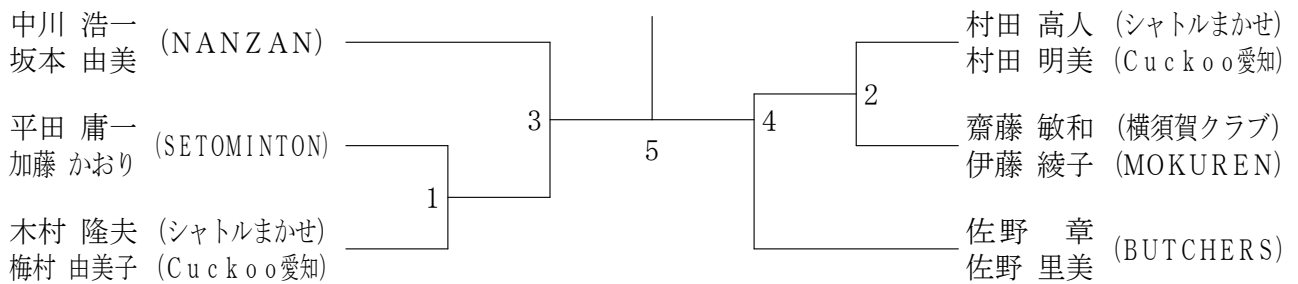 中川 浩一
坂本 由美
(NANZAN)
平田 庸一
加藤 かおり
(SETOMINTON)
木村 隆夫 (シャトルまかせ)
梅村 由美子 (Cuckoo愛知)
1
3
5
4
2
村田 高人 (シャトルまかせ)
村田 明美 (Cuckoo愛知)
齋藤 敏和 (横須賀クラブ)
伊藤 綾子 (MOKUREN)
佐野 章
佐野 里美
(BUTCHERS)